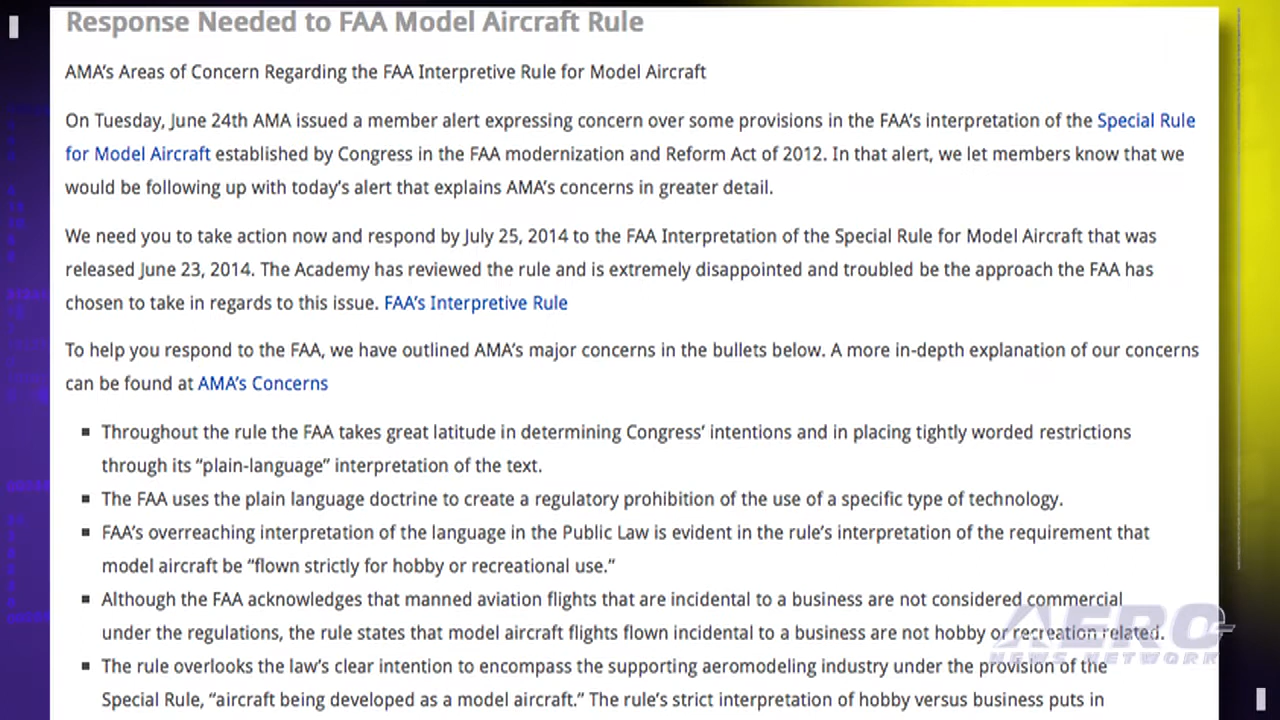 Response Needed to FAA Model Aircraft Rule
AMA's Areas of Concern Regarding the FAA Interpretive Rule for Model Aircraft
On Tuesday, June 24th AMA issued a member alert expressing concern over some provisions in the FAA's interpretation of the Special Rule
for Model Aircraft established by Congress in the FAA modernization and Reform Act of 2012. In that alert, we let members know that we
would be following up with today's alert that explains AMA's concerns in greater detail.
We need you to take action now and respond by July 25, 2014 to the FAA Interpretation of the Special Rule for Model Aircraft that was
released June 23, 2014. The Academy has reviewed the rule and is extremely disappointed and troubled be the approach the FAA has
chosen to take in regards to this issue. FAA's Interpretive Rule
To help you respond to the FAA, we have outlined AMA's major concerns in the bullets below. A more in-depth explanation of our concerns
can be found at AMA's Concerns
▪ Throughout the rule the FAA takes great latitude in determining Congress' intentions and in placing tightly worded restrictions
through its "plain-language" interpretation of the text.
▪ The FAA uses the plain language doctrine to create a regulatory prohibition of the use of a specific type of technology.
▪ FAA's overreaching interpretation of the language in the Public Law is evident in the rule's interpretation of the requirement that
model aircraft be "flown strictly for hobby or recreational use."
▪ Although the FAA acknowledges that manned aviation flights that are incidental to a business are not considered commercial
under the regulations, the rule states that model aircraft flights flown incidental to a business are not hobby or recreation related.
▪ The rule overlooks the law's clear intention to encompass the supporting aeromodeling industry under the provision of the
Special Rule, "aircraft being developed as a model aircraft." The rule's strict interpretation of hobby versus business puts in
AERO
NEWS NETWORK